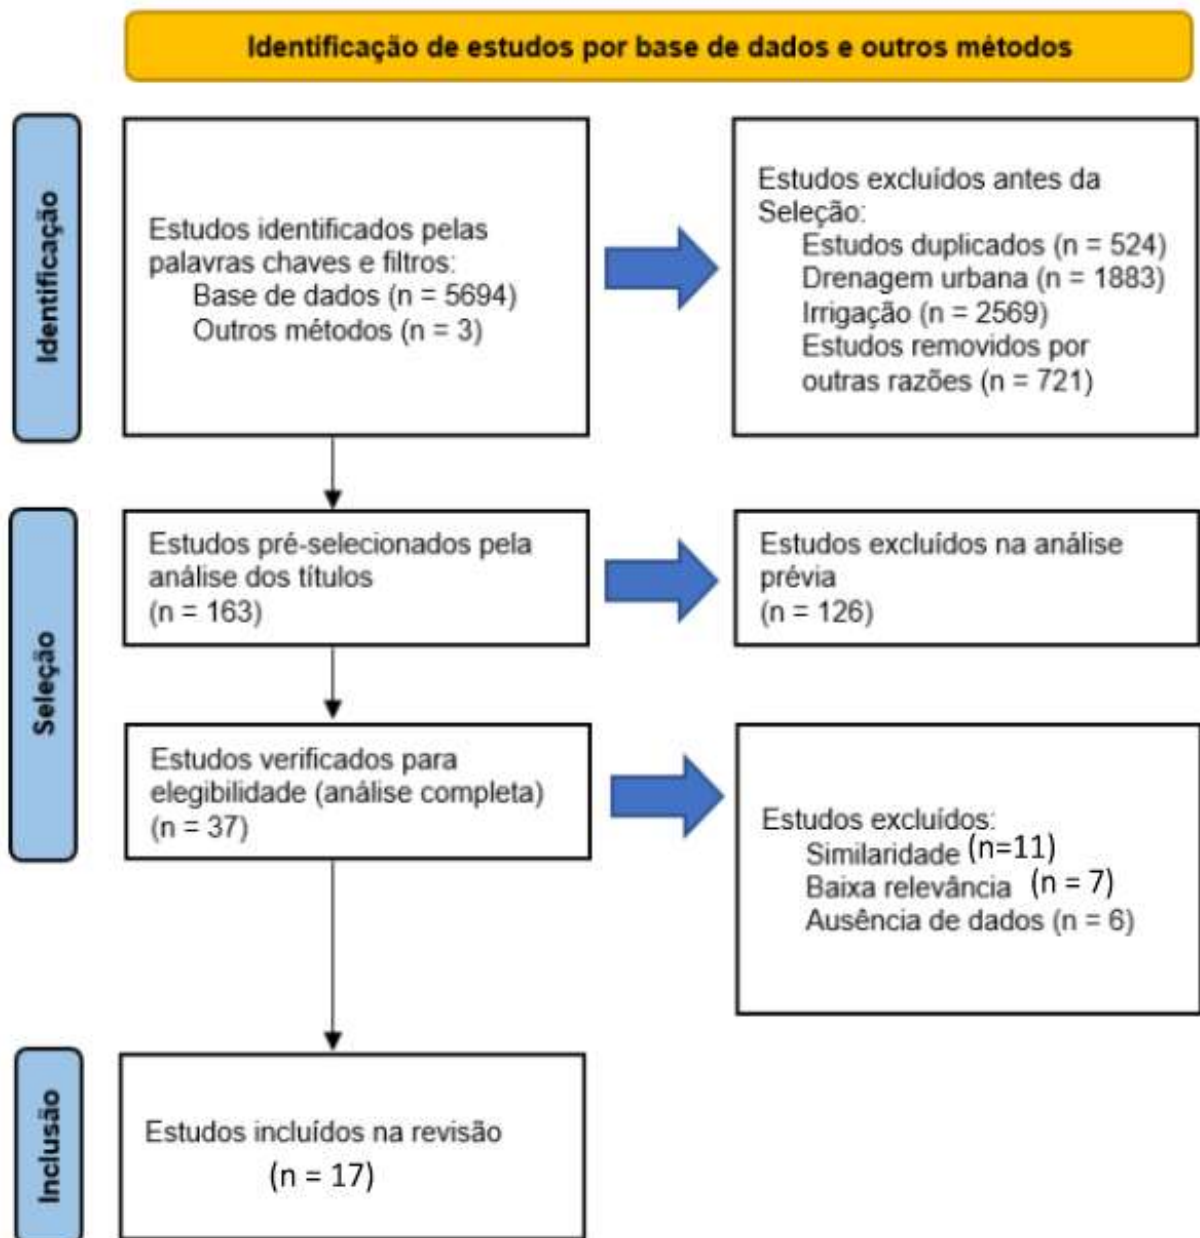 Identificação de estudos por base de dados e outros métodos
Identificação
Estudos identificados pelas
palavras chaves e filtros:
Base de dados (n = 5694)
Outros métodos (n = 3)
Estudos excluídos antes da
Seleção:
Estudos duplicados (n = 524)
Drenagem urbana (n = 1883)
Irrigação (n = 2569)
Estudos removidos por
outras razões (n = 721)
Seleção
Estudos pré-selecionados pela
análise dos títulos
(n = 163)
Estudos excluídos na análise
prévia
(n = 126)
Estudos verificados para
elegibilidade (análise completa)
(n = 37)
Estudos excluídos:
Similaridade (n=11)
Baixa relevância (n = 7)
Ausência de dados (n = 6)
Inclusão
Estudos incluídos na revisão
(n = 17)